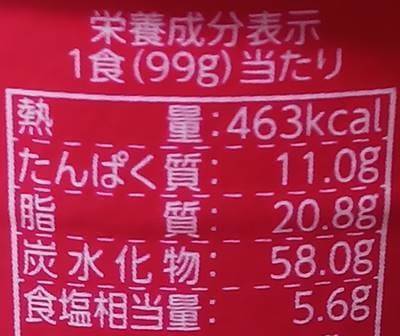 栄養成分表示
1食(99g)当たり
熱量:463kcal
たんぱく質:11.0g
脂質:20.8g
炭水化物:58.0g
食塩相当量:5.6g